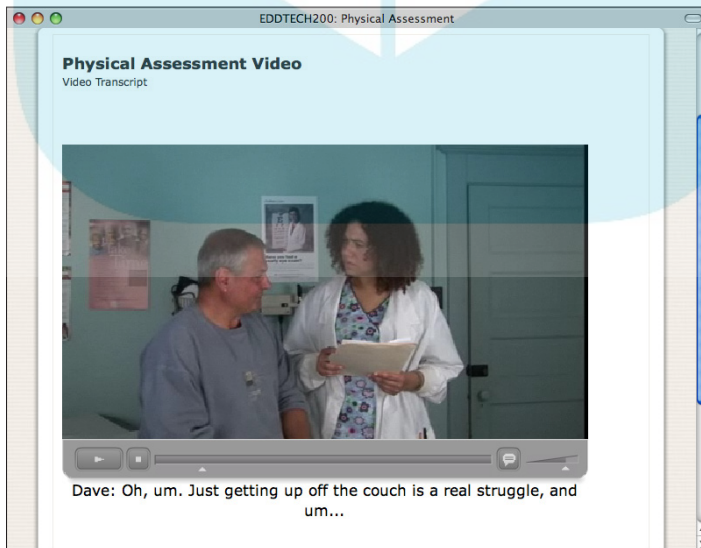 EDDTECH200: Physical Assessment
Physical Assessment Video
Video Transcript
Dave: Oh, um. Just getting up off the couch is a real struggle, and
um...